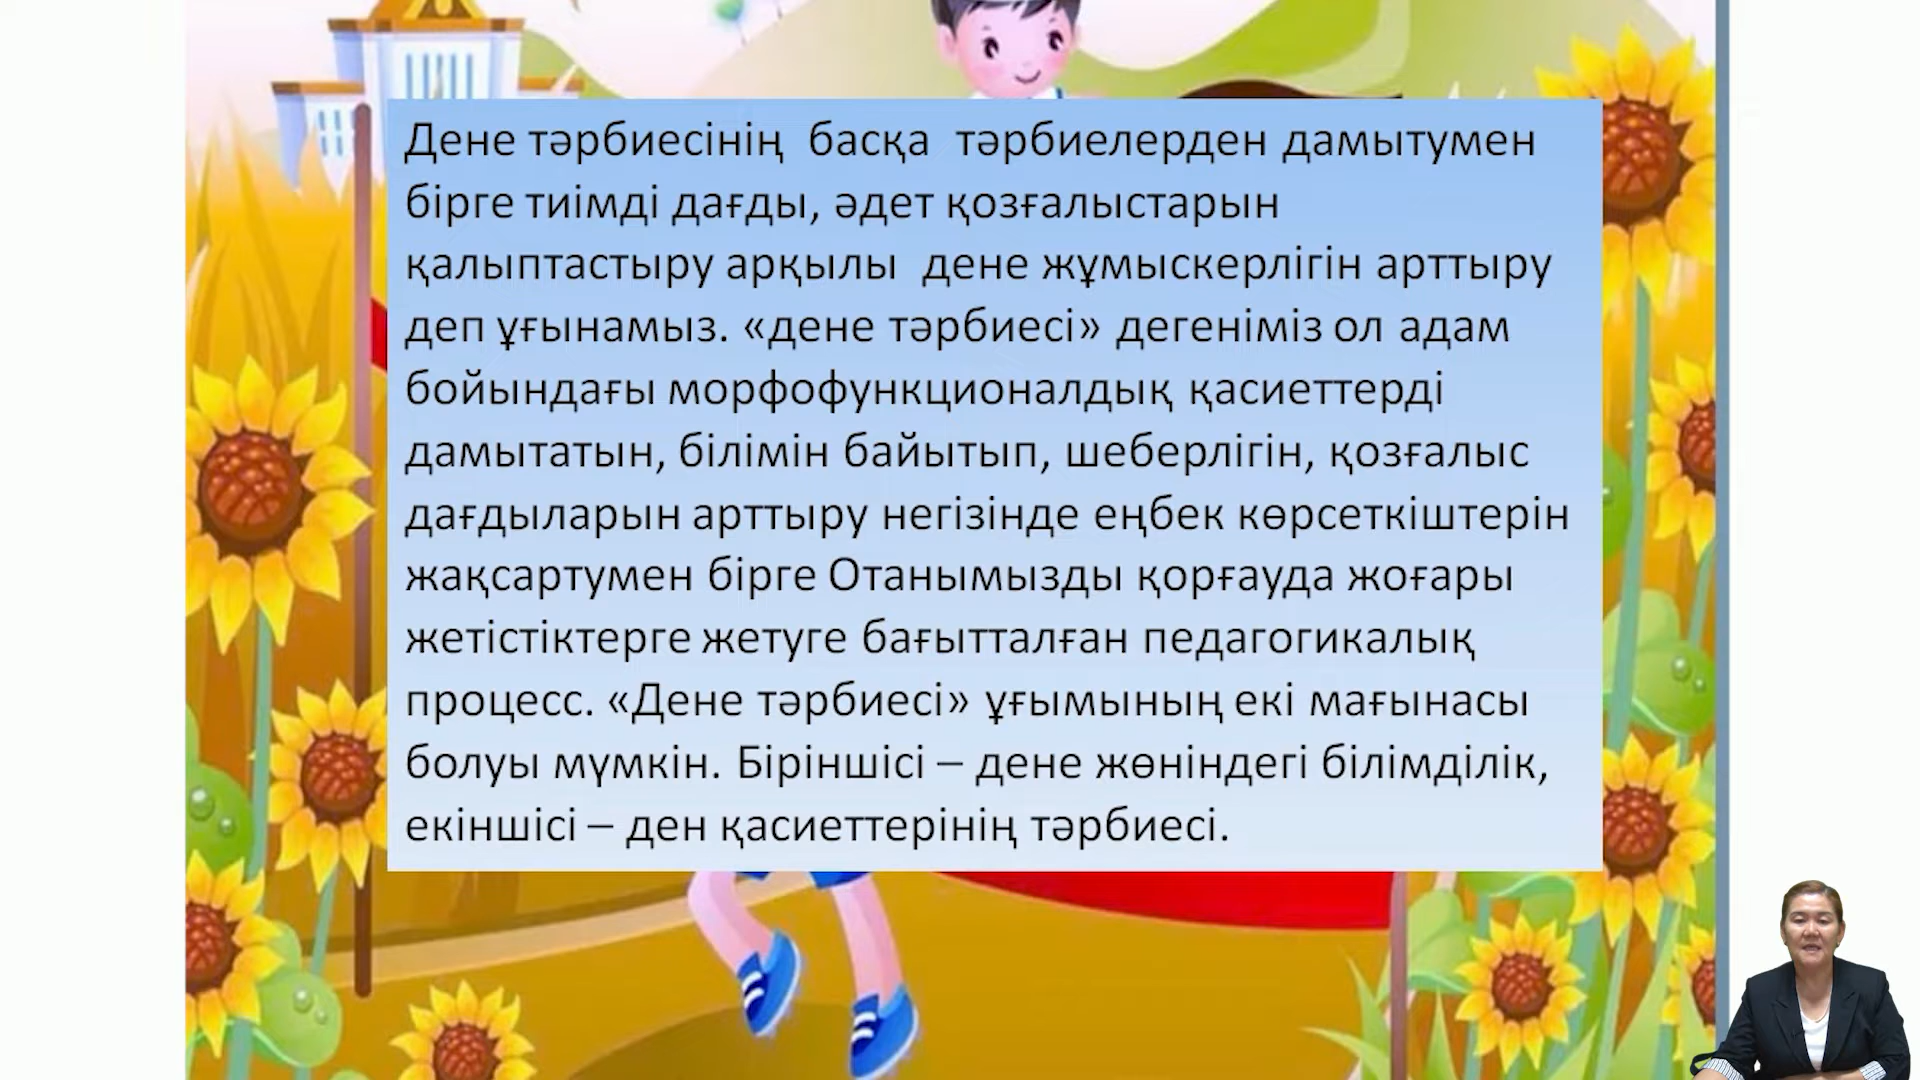 Дене тәрбиесінің басқа тәрбиелерден дамытумен
бірге тиімді дағды, әдет қозғалыстарын
қалыптастыру арқылы дене жұмыскерлігін арттыру
деп ұғынамыз. «дене тәрбиесі» дегеніміз ол адам
бойындағы морфофункционалдық қасиеттерді
дамытатын, білімін байытып, шеберлігін, қозғалыс
дағдыларын арттыру негізінде еңбек көрсеткіштерін
жақсартумен бірге Отанымызды қорғауда жоғары
жетістіктерге жетуге бағытталған педагогикалық
процесс. «Дене тәрбиесі» ұғымының екі мағынасы
болуы мүмкін. Біріншісі – дене жөніндегі білімділік,
екіншісі – ден қасиеттерінің тәрбиесі.